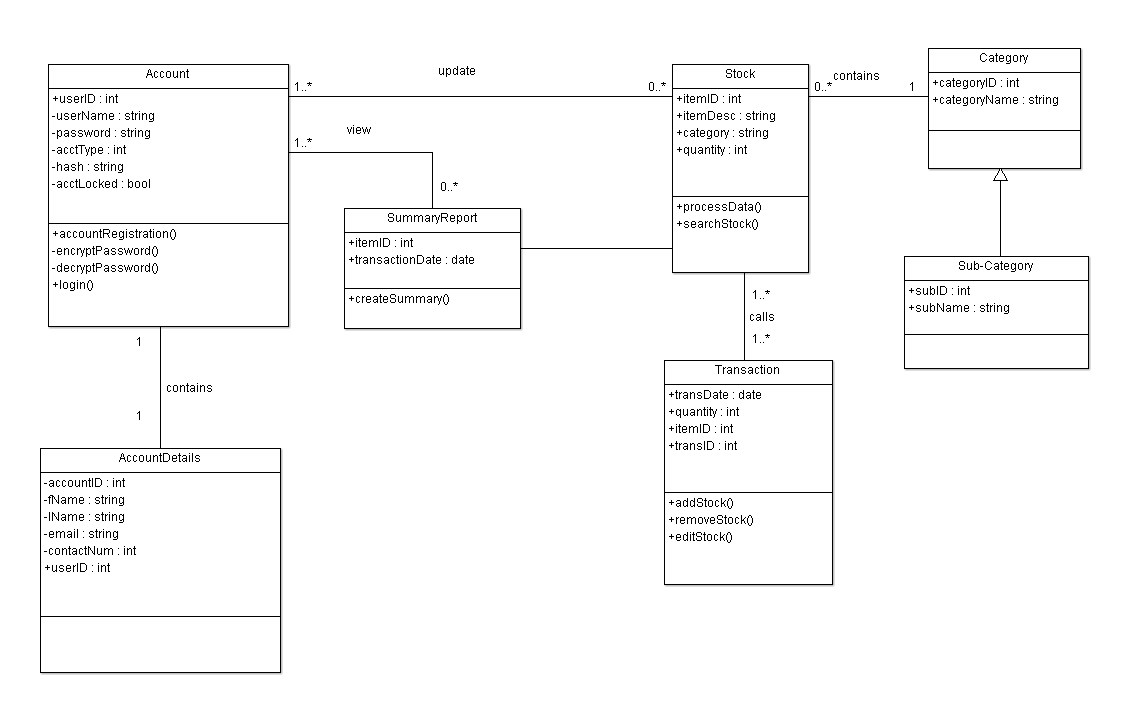 Account
+userID : int
-userName : string
-password : string
-acctType : int
-hash : string
-acctLocked : bool
+accountRegistration()
-encryptPassword()
-decryptPassword()
+login()
1..*
update
0..*
1..*
view
0..*
SummaryReport
+itemID : int
+transactionDate : date
+createSummary()
Stock
+itemID : int
+itemDesc : string
+category : string
+quantity : int
+processData()
+searchStock()
contains
0..*
1
Category
+categoryID : int
+categoryName : string
Sub-Category
+subID : int
+subName : string
1..*
calls
1..*
Transaction
+transDate : date
+quantity : int
+itemID : int
+transID : int
+addStock()
+removeStock()
+editStock()
1
contains
1
AccountDetails
-accountID : int
-fName : string
-lName : string
-email : string
-contactNum : int
+userID : int